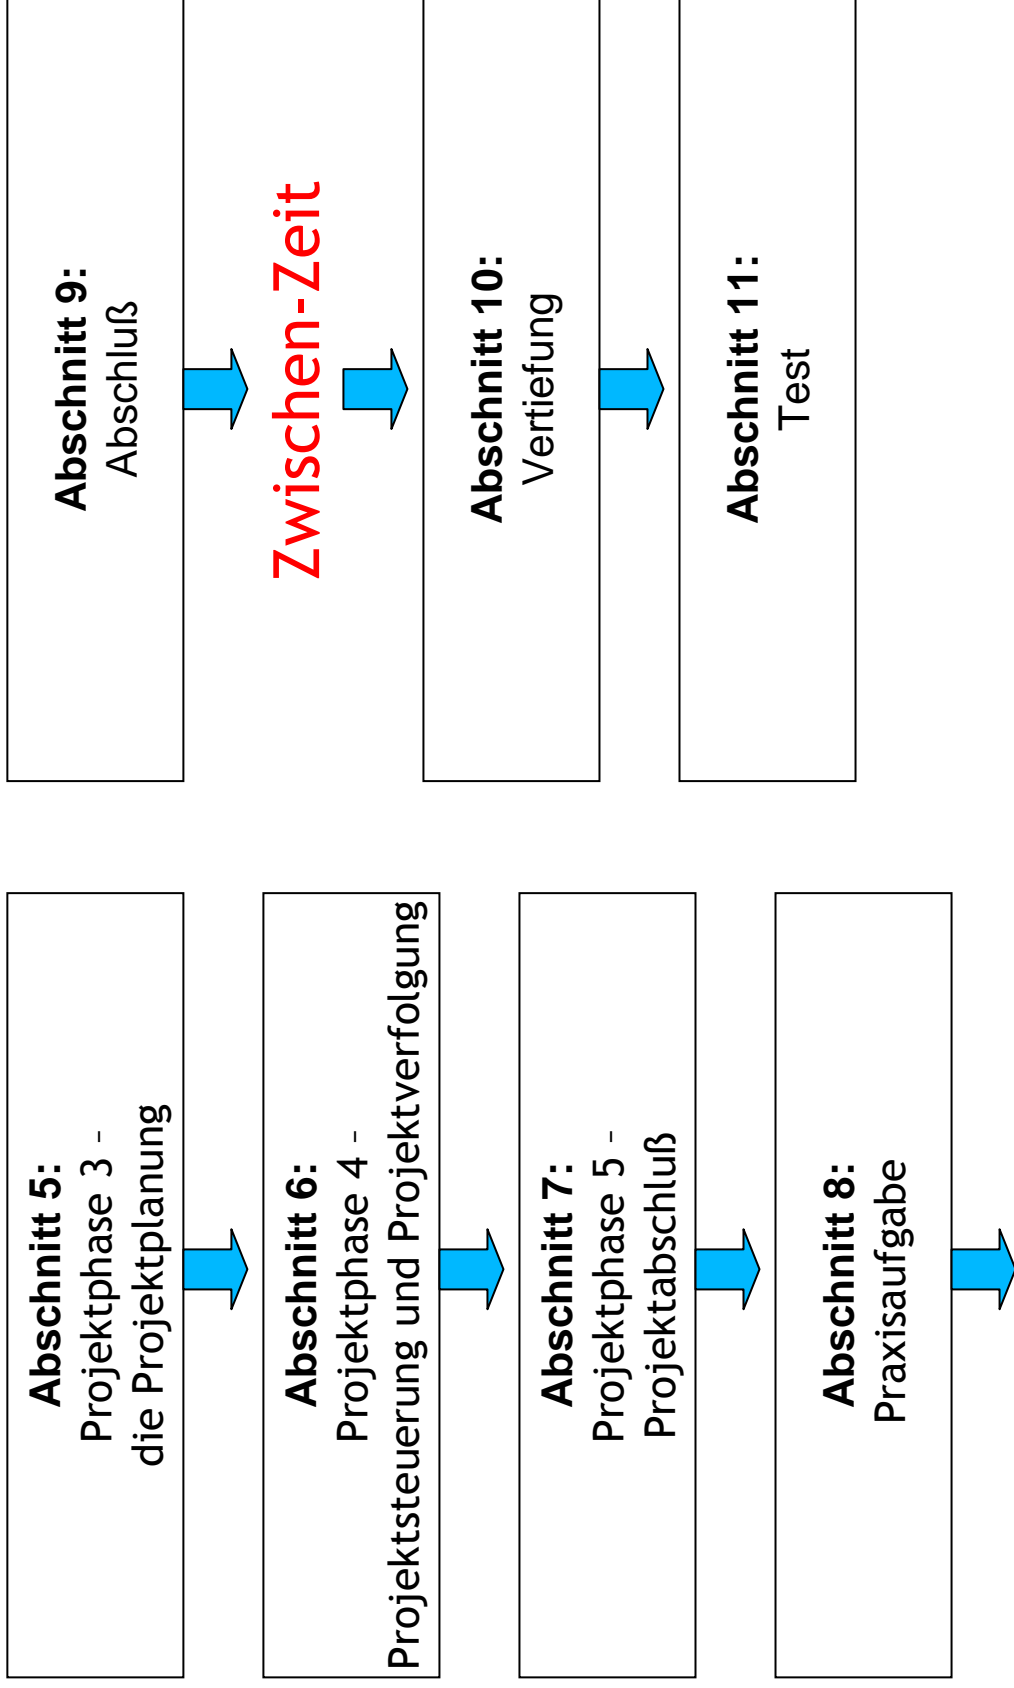 Abschnitt 5:
Projektphase 3 -
die Projektplanung
Abschnitt 6:
Projektphase 4 -
Projektsteuerung und Projektverfolgung
Abschnitt 7:
Projektphase 5 -
Projektabschluß
Abschnitt 8:
Praxisaufgabe
Abschnitt 9:
Abschluß
Zwischen-Zeit
Abschnitt 10:
Vertiefung
Abschnitt 11:
Test